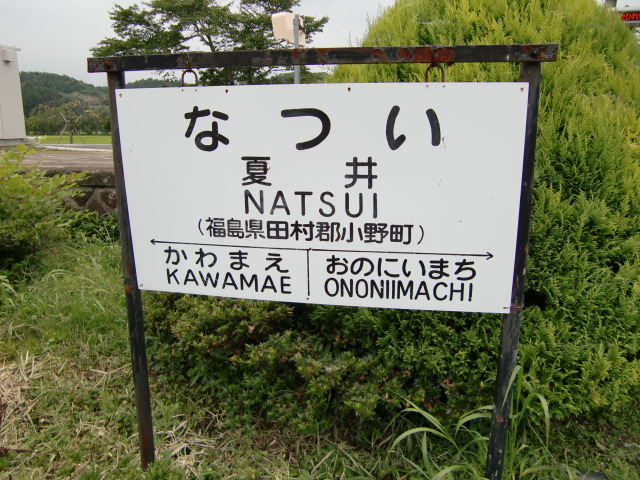 なつい
夏井
NATSUI
(福島県田村郡小野町)
かわまえ おのにいまち
KAWAMAE ONONIIMACHI